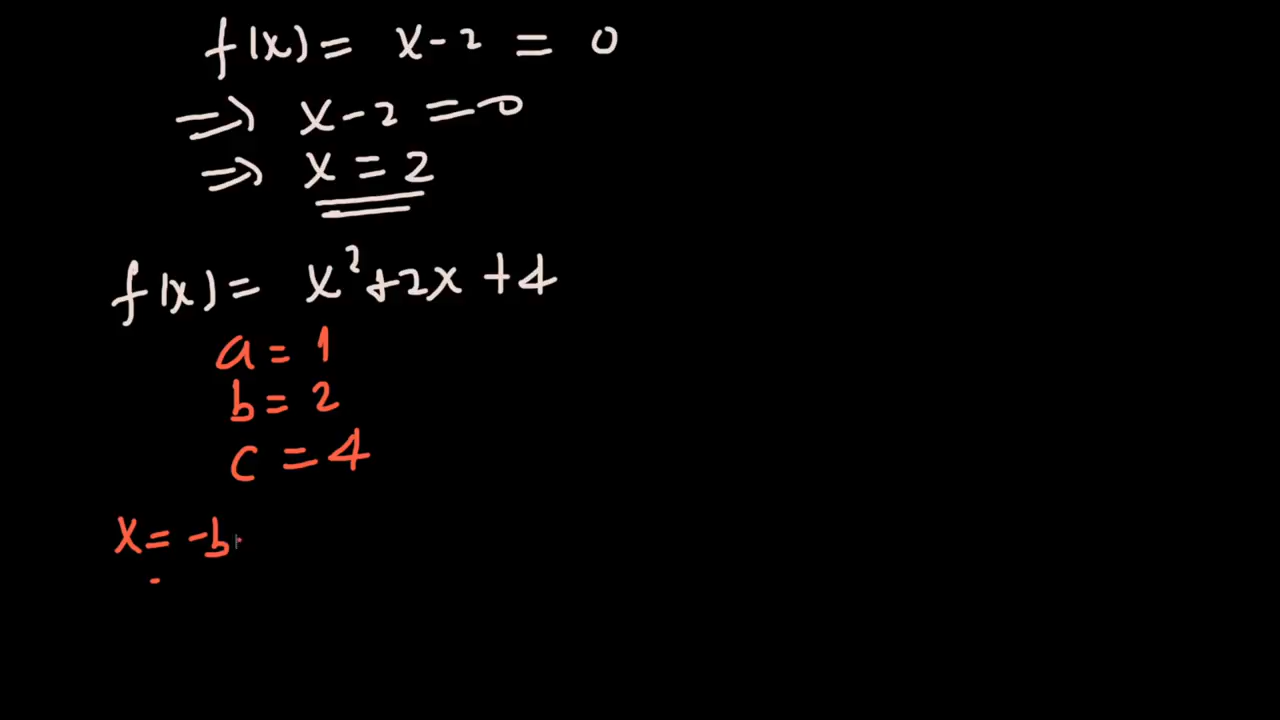 f(x) = x-2 = 0
=> x-2 = 0
=> x = 2
f(x) = x²+2x+4
a = 1
b = 2
c = 4
x = -b